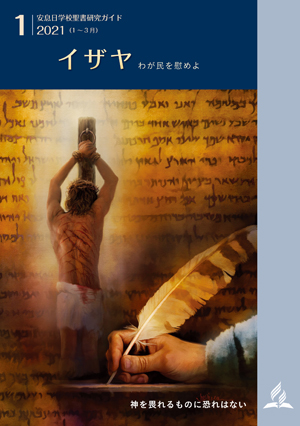 1
安息日学校聖書研究ガイド
2021 (1~3月)
イザヤ わが民を慰めよ
神を畏れるものに恐れはない